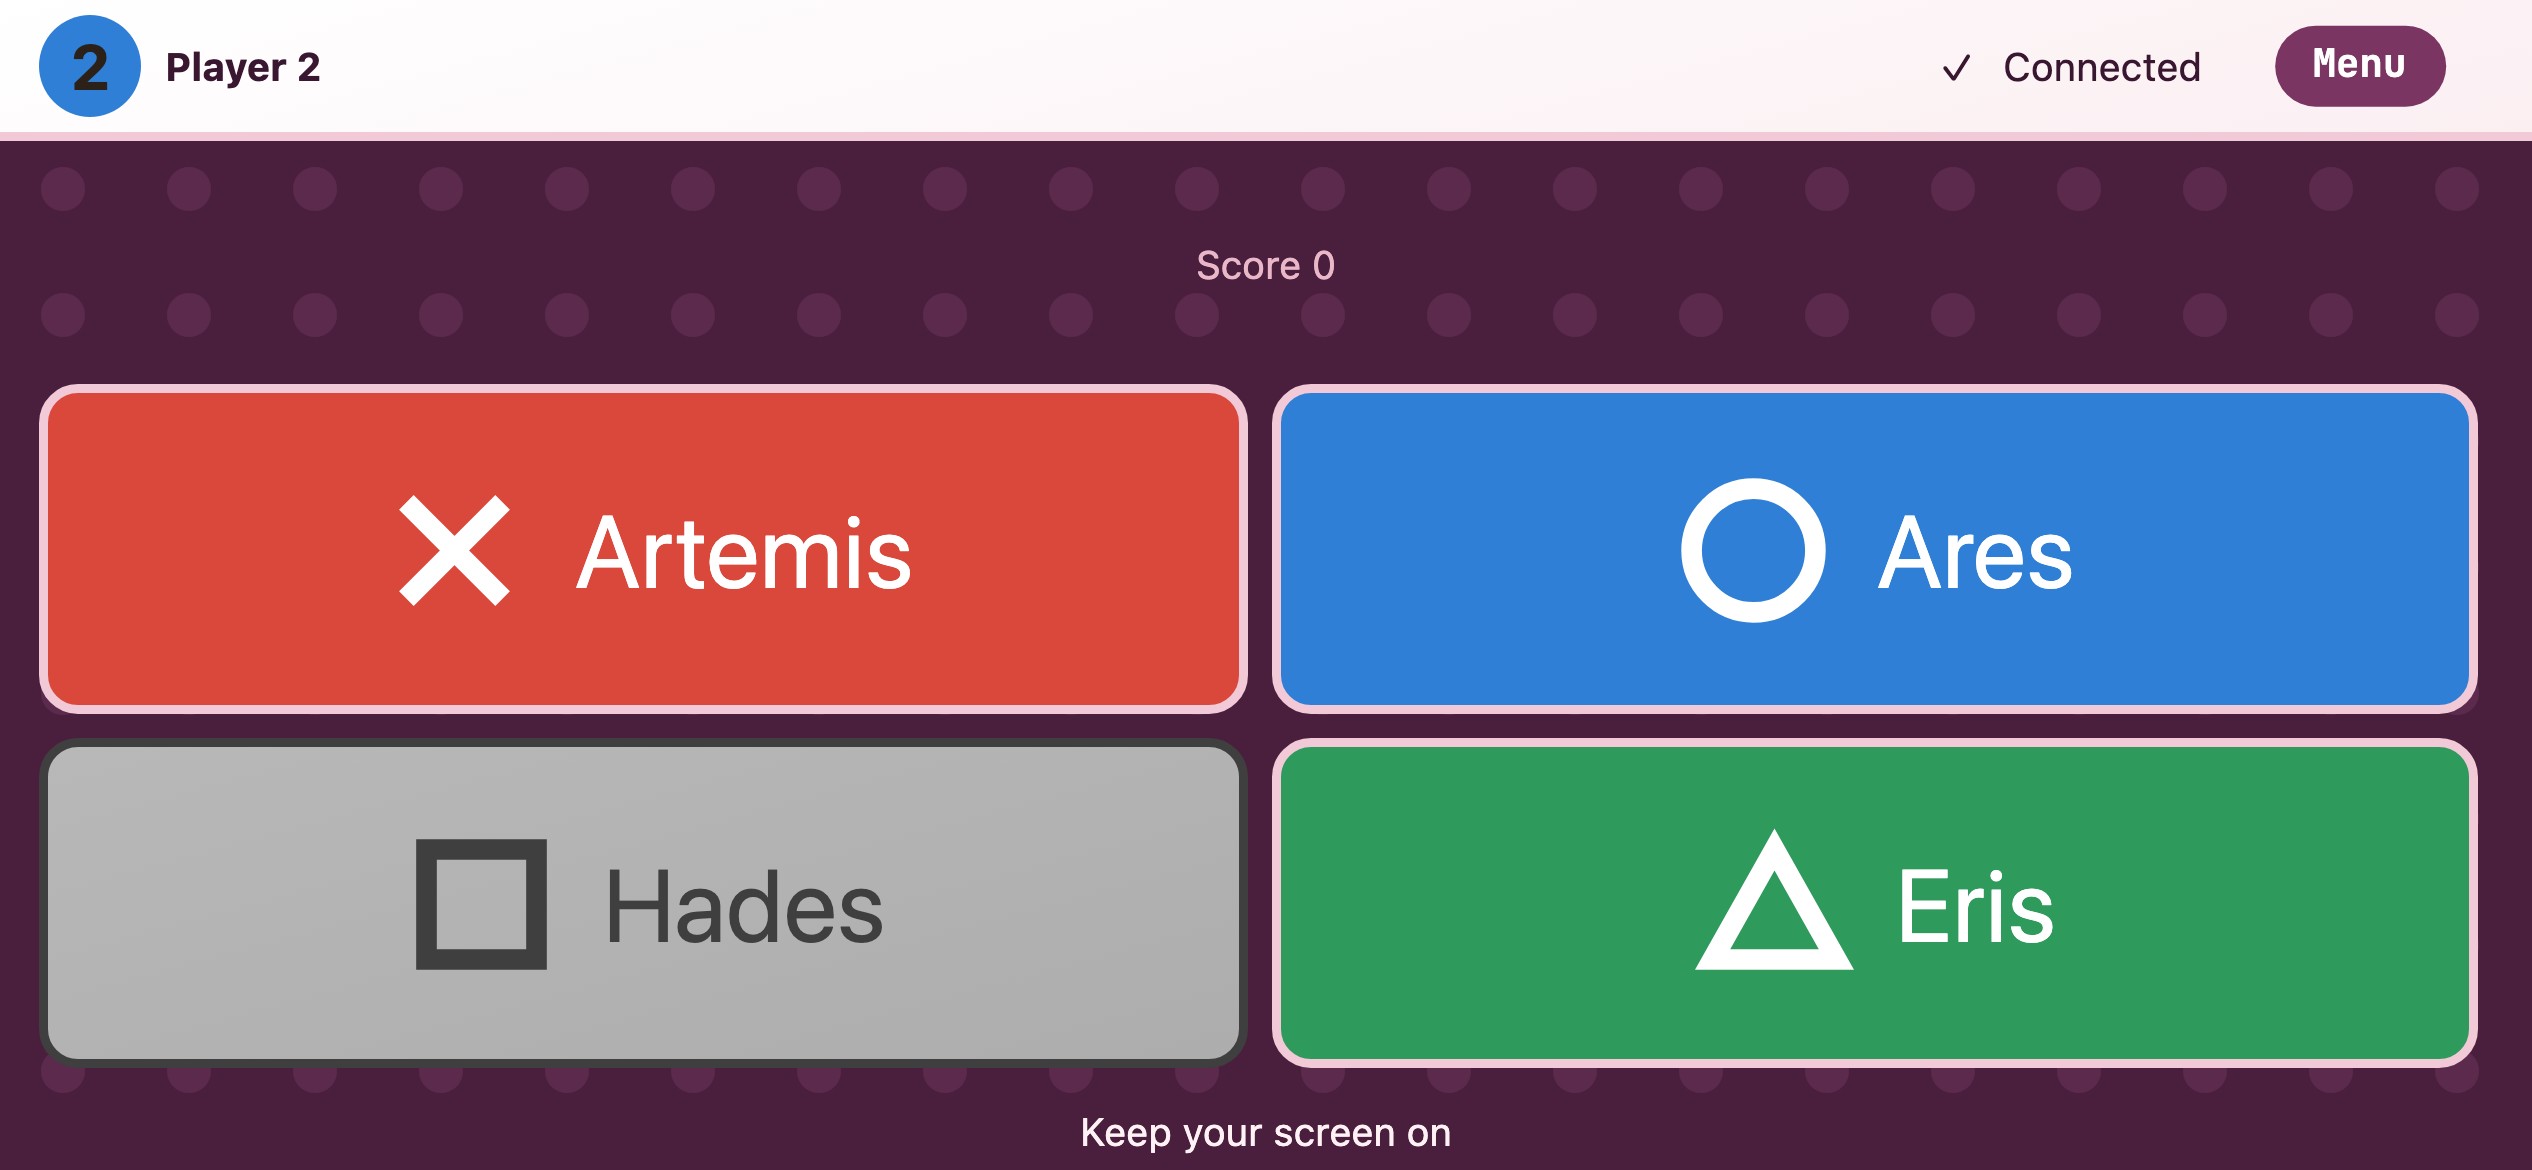 2 Player 2
✓ Connected
Menu
Score 0
Artemis
Ares
Hades
Eris
Keep your screen on